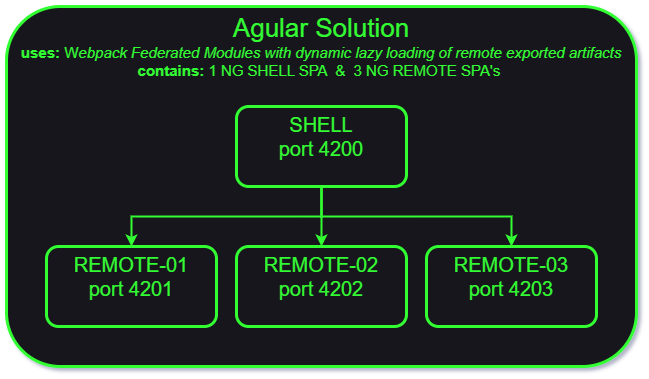 Agular Solution
uses: Webpack Federated Modules with dynamic lazy loading of remote exported artifacts
contains: 1 NG SHELL SPA & 3 NG REMOTE SPA's
SHELL
port 4200
REMOTE-01
port 4201
REMOTE-02
port 4202
REMOTE-03
port 4203